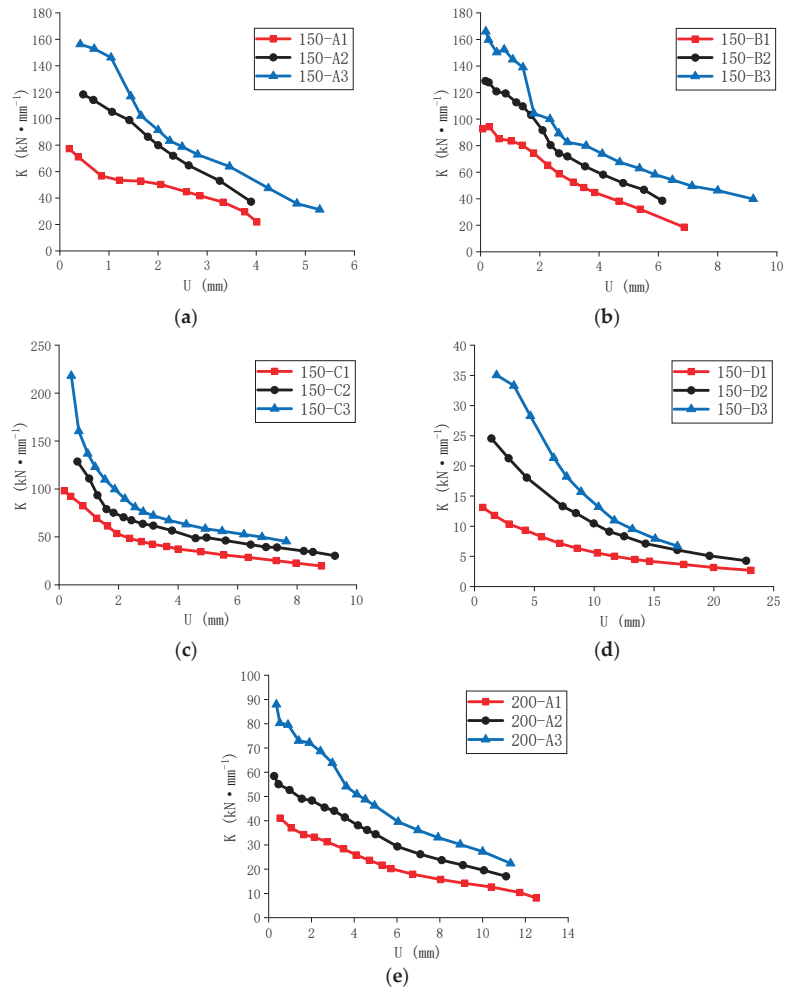 180
160
140
120
100
80
60
40
20
0
K (kN·mm⁻¹)
150-A1
150-A2
150-A3
0 1 2 3 4 5 6
U (mm)
(a)
180
160
140
120
100
80
60
40
20
0
K (kN·mm⁻¹)
150-B1
150-B2
150-B3
0 2 4 6 8 10
U (mm)
(b)
250
200
150
100
50
0
K (kN·mm⁻¹)
150-C1
150-C2
150-C3
0 2 4 6 8 10
U (mm)
(c)
40
35
30
25
20
15
10
5
0
K (kN·mm⁻¹)
150-D1
150-D2
150-D3
0 5 10 15 20 25
U (mm)
(d)
100
90
80
70
60
50
40
30
20
10
0
K (kN·mm⁻¹)
200-A1
200-A2
200-A3
0 2 4 6 8 10 12 14
U (mm)
(e)